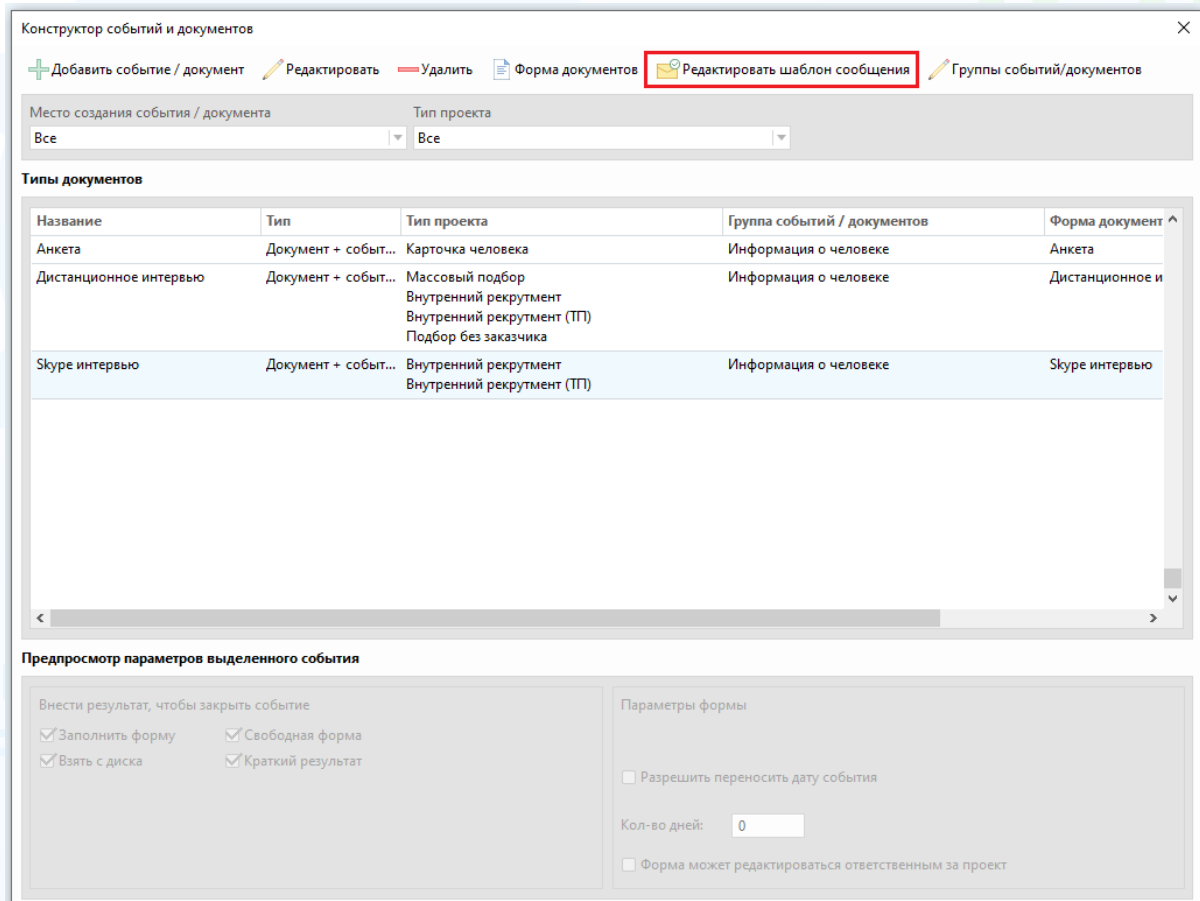 Конструктор событий и документов
Добавить событие / документ Редактировать Удалить Форма документов Редактировать шаблон сообщения Группы событий/документов
Место создания события / документа Тип проекта
Все Все
Типы документов
Название Тип Тип проекта Группа событий / документов Форма документ
Анкета Документ + событ... Карточка человека Информация о человеке Анкета
Дистанционное интервью Документ + событ... Массовый подбор Информация о человеке Дистанционное и
Внутренний рекрутмент
Внутренний рекрутмент (ТП)
Подбор без заказчика
Skype интервью Документ + событ... Внутренний рекрутмент Информация о человеке Skype интервью
Внутренний рекрутмент (ТП)
Предпросмотр параметров выделенного события
Внести результат, чтобы закрыть событие Параметры формы
Заполнить форму Свободная форма
Взять с диска Краткий результат
Разрешить переносить дату события
Кол-во дней: 0
Форма может редактироваться ответственным за проект